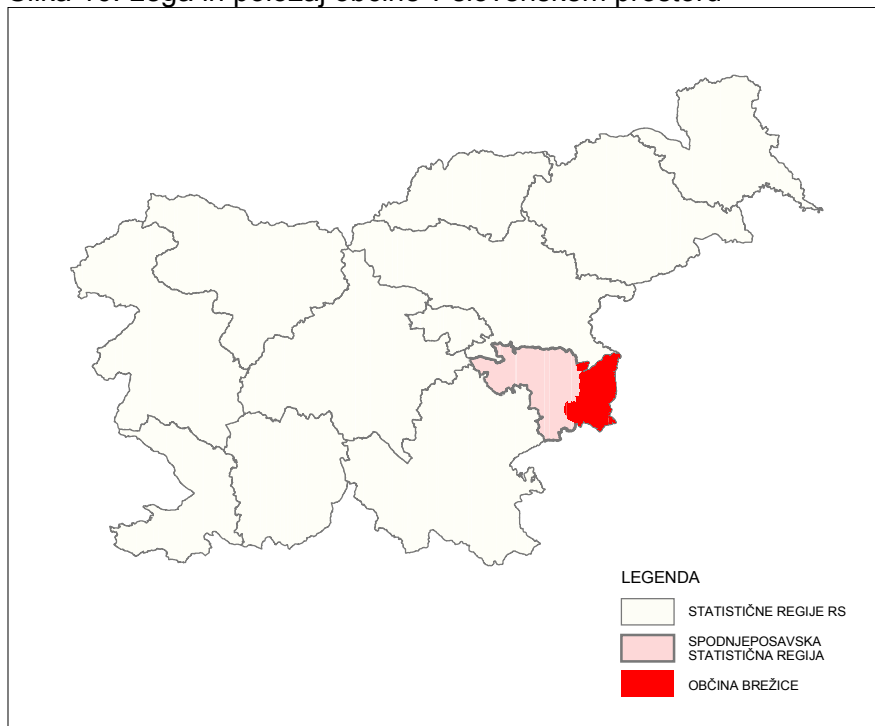 LEGENDA
STATISTIČNE REGIJE RS
SPODNJEPOSAVSKA
STATISTIČNA REGIJA
OBČINA BREŽICE